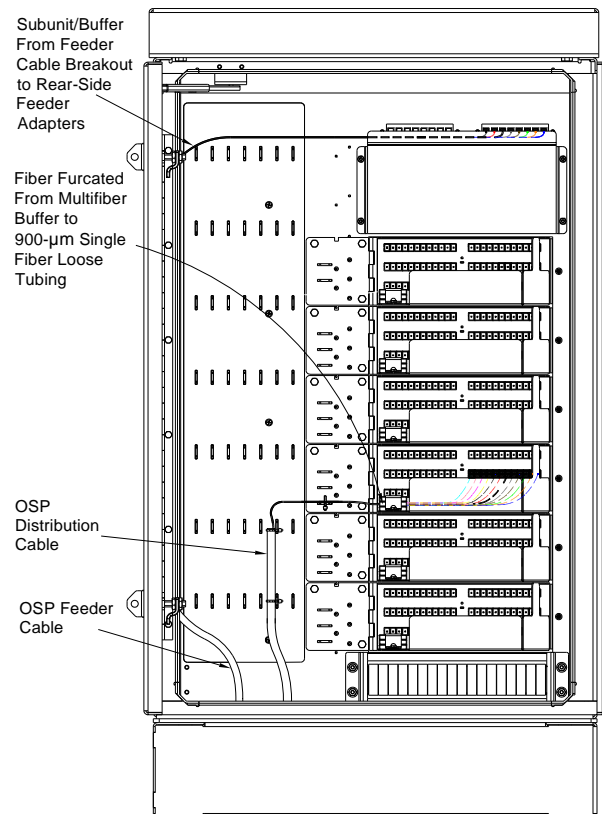 Subunit/Buffer
From Feeder
Cable Breakout
to Rear-Side
Feeder
Adapters
Fiber Furcated
From Multifiber
Buffer to
900-µm Single
Fiber Loose
Tubing
OSP
Distribution
Cable
OSP Feeder
Cable